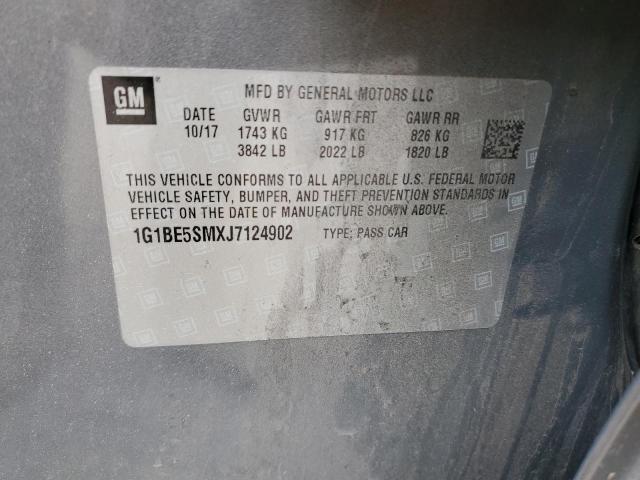 GM
MFD BY GENERAL MOTORS LLC
DATE GVWR GAWR FRT GAWR RR
10/17 1743 KG 917 KG 826 KG
3842 LB 2022 LB 1820 LB
THIS VEHICLE CONFORMS TO ALL APPLICABLE U.S. FEDERAL MOTOR
VEHICLE SAFETY, BUMPER, AND THEFT PREVENTION STANDARDS IN
EFFECT ON THE DATE OF MANUFACTURE SHOWN ABOVE.
1G1BE5SMXJ7124902 TYPE: PASS CAR